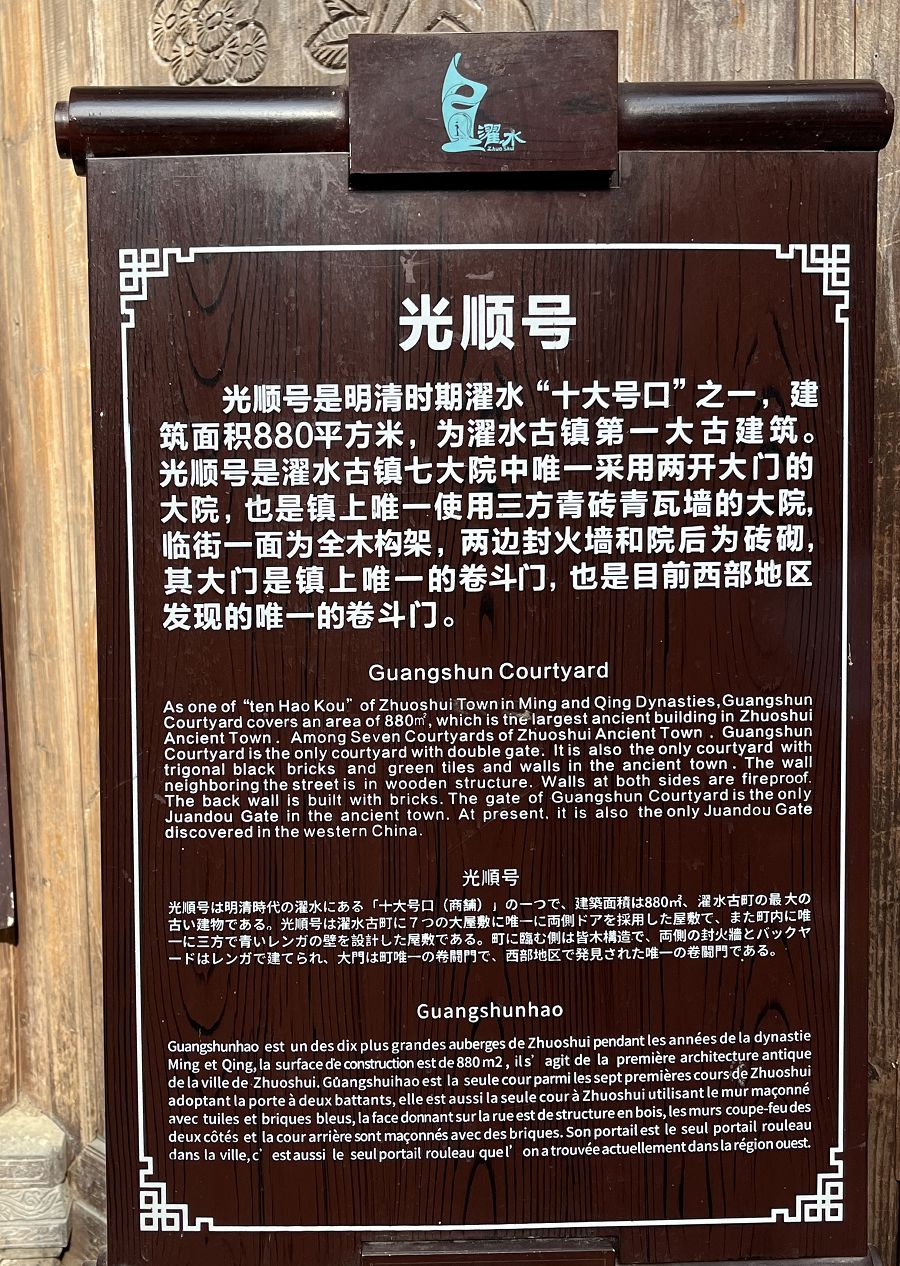 濯水
ZHUO SHUI
光顺号
光顺号是明清时期濯水“十大号口”之一，建
筑面积880平方米，为濯水古镇第一大古建筑。
光顺号是濯水古镇七大院中唯一采用两开大门的
大院，也是镇上唯一使用三方青砖青瓦墙的大院，
临街一面为全木构架，两边封火墙和院后为砖砌，
其大门是镇上唯一的卷斗门，也是目前西部地区
发现的唯一的卷斗门。
Guangshun Courtyard
As one of “ten Hao Kou” of Zhuoshui Town in Ming and Qing Dynasties,Guangshun
Courtyard covers an area of 880㎡, which is the largest ancient building in Zhuoshui
Ancient Town . Among Seven Courtyards of Zhuoshui Ancient Town . Guangshun
Courtyard is the only courtyard with double gate. It is also the only courtyard with
trigonal black bricks and green tiles and walls in the ancient town . The wall
neighboring the street is in wooden structure. Walls at both sides are fireproof.
The back wall is built with bricks. The gate of Guangshun Courtyard is the only
Juandou Gate in the ancient town. At present, it is also the only Juandou Gate
discovered in the western China.
光順号
光順号は明清時代の濯水にある「十大号口（商舗）」の一つで、建築面積は880㎡、濯水古町の最大の
古い建物である。光順号は濯水古町に７つの大屋敷に唯一に両側ドアを採用した屋敷で、また町内に唯
一に三方で青いレンガの壁を設計した屋敷である。町に臨む側は皆木構造で、両側の封火牆とバックヤ
ードはレンガで建てられ、大門は町唯一の卷闘門で、西部地区で発見された唯一の卷闘門である。
Guangshunhao
Guangshunhao est un des dix plus grandes auberges de Zhuoshui pendant les années de la dynastie
Ming et Qing, la surface de construction est de 880 m2 , il s’ agit de la première architecture antique
de la ville de Zhuoshui. Gûangshuihao est la seule cour parmi les sept premières cours de Zhuoshui
adoptant la porte à deux battants, elle est aussi la seule cour à Zhuoshui utilisant le mur maçonné
avec tuiles et briques bleus, la face donnant sur la rue est de structure en bois, les murs coupe-feu des
deux côtés et la cour arrière sont maçonnés avec des briques. Son portail est le seul portail rouleau
dans la ville, c’ est aussi le seul portail rouleau que l’ on a trouvée actuellement dans la région ouest.